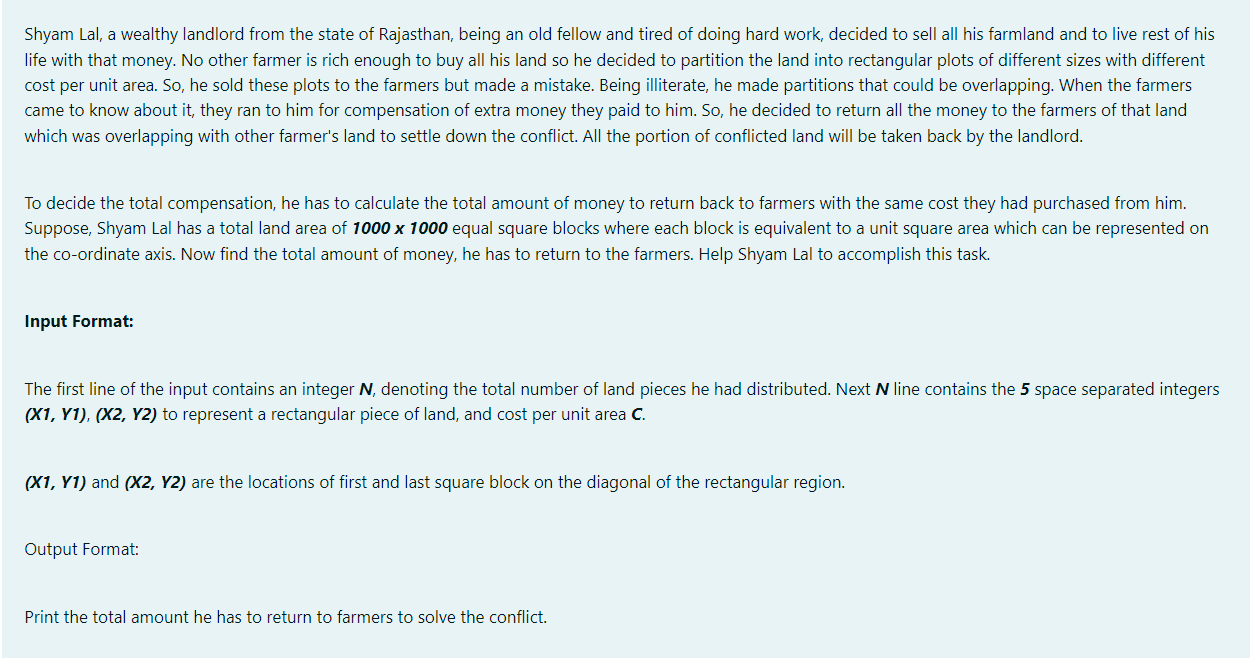 Shyam Lal, a wealthy landlord from the state of Rajasthan, being an old fellow and tired of doing hard work, decided to sell all his farmland and to live rest of his
life with that money. No other farmer is rich enough to buy all his land so he decided to partition the land into rectangular plots of different sizes with different
cost per unit area. So, he sold these plots to the farmers but made a mistake. Being illiterate, he made partitions that could be overlapping. When the farmers
came to know about it, they ran to him for compensation of extra money they paid to him. So, he decided to return all the money to the farmers of that land
which was overlapping with other farmer's land to settle down the conflict. All the portion of conflicted land will be taken back by the landlord.
To decide the total compensation, he has to calculate the total amount of money to return back to farmers with the same cost they had purchased from him.
Suppose, Shyam Lal has a total land area of 1000 x 1000 equal square blocks where each block is equivalent to a unit square area which can be represented on
the co-ordinate axis. Now find the total amount of money, he has to return to the farmers. Help Shyam Lal to accomplish this task.
Input Format:
The first line of the input contains an integer N, denoting the total number of land pieces he had distributed. Next N line contains the 5 space separated integers
(X1, Y1), (X2, Y2) to represent a rectangular piece of land, and cost per unit area C.
(X1, Y1) and (X2, Y2) are the locations of first and last square block on the diagonal of the rectangular region.
Output Format:
Print the total amount he has to return to farmers to solve the conflict.